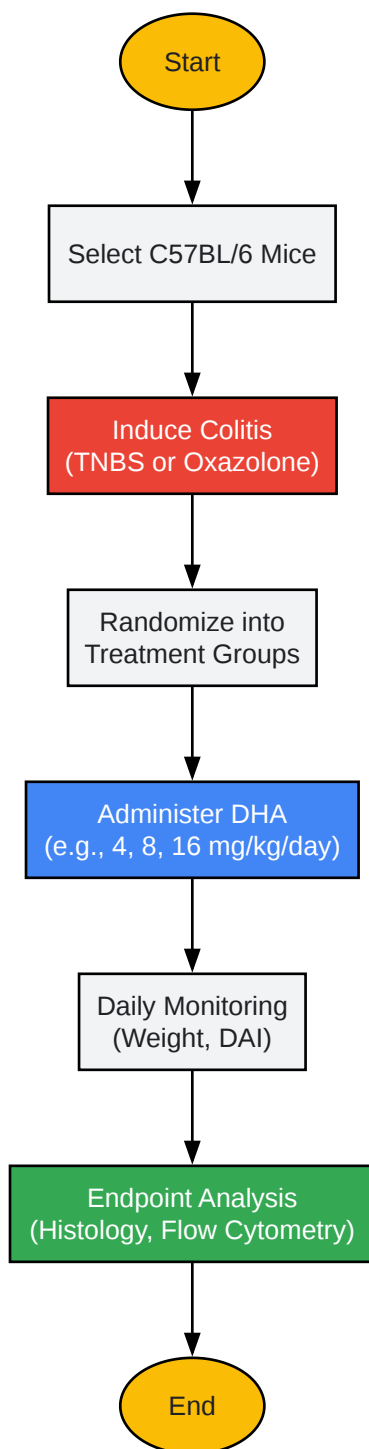 Start
Select C57BL/6 Mice
Induce Colitis
(TNBS or Oxazolone)
Randomize into
Treatment Groups
Administer DHA
(e.g., 4, 8, 16 mg/kg/day)
Daily Monitoring
(Weight, DAI)
Endpoint Analysis
(Histology, Flow Cytometry)
End